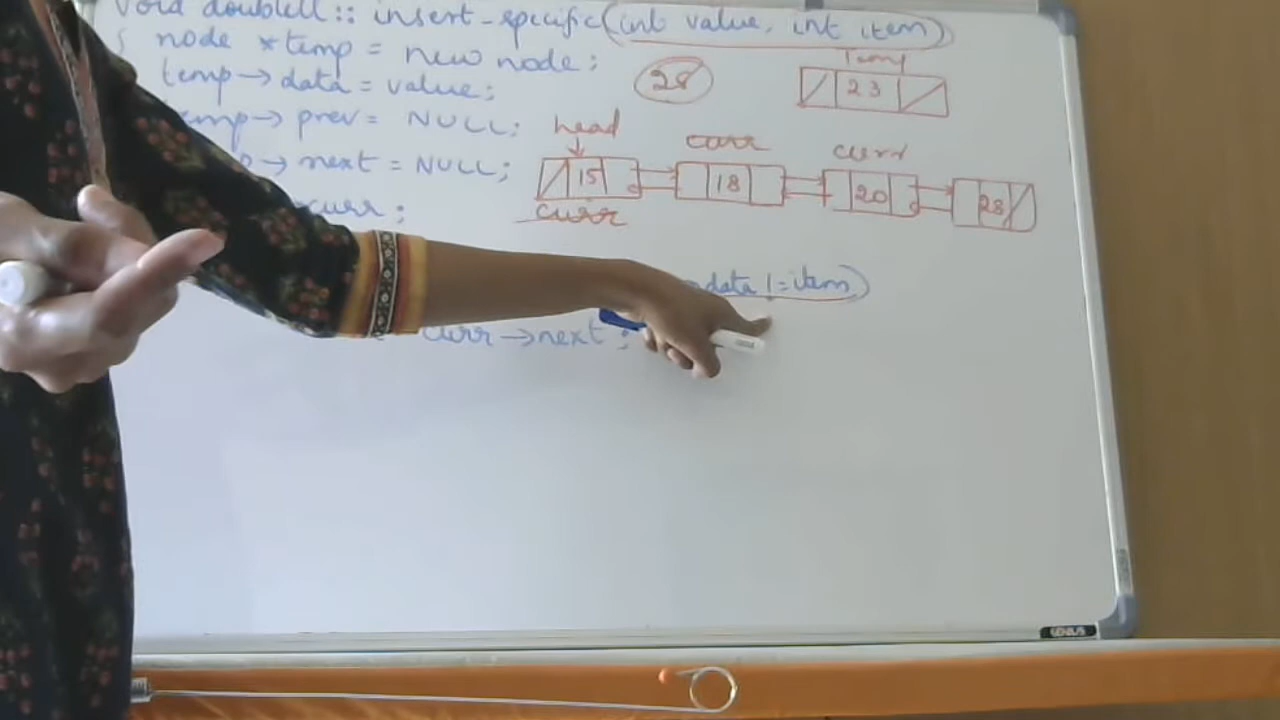 void doublell :: insert-specific(int value, int item)
{ node *temp = new node;
temp → data = value;
temp → prev = NULL;
→ next = NULL;
curr;
data != item)
curr → next ;
28
Temp
23
head
curr
curr
15
18
20
28
curr
GENIUS